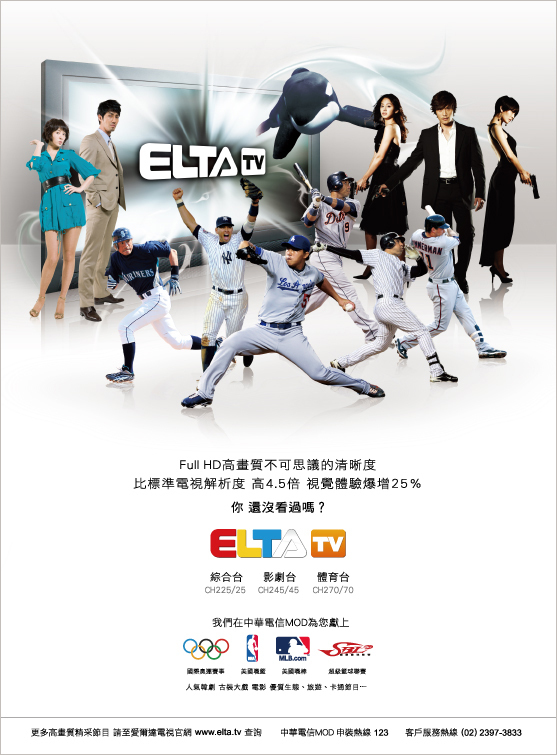 ELTA TV
MARINERS
Detroit
9
ZIMMERMAN
11
Full HD高畫質不可思議的清晰度
比標準電視解析度 高4.5倍 視覺體驗爆增25%
你 還沒看過嗎？
ELTA TV
綜合台 影劇台 體育台
CH225/25 CH245/45 CH270/70
我們在中華電信MOD為您獻上
NBA MLB.com SBL
國際奧運賽事 美國職籃 美國職棒 超級籃球聯賽
人氣韓劇 古裝大戲 電影 優質生態、旅遊、卡通節目…
更多高畫質精采節目 請至愛爾達電視官網 www.elta.tv 查詢 中華電信MOD 申裝熱線 123 客戶服務熱線 (02) 2397-3833